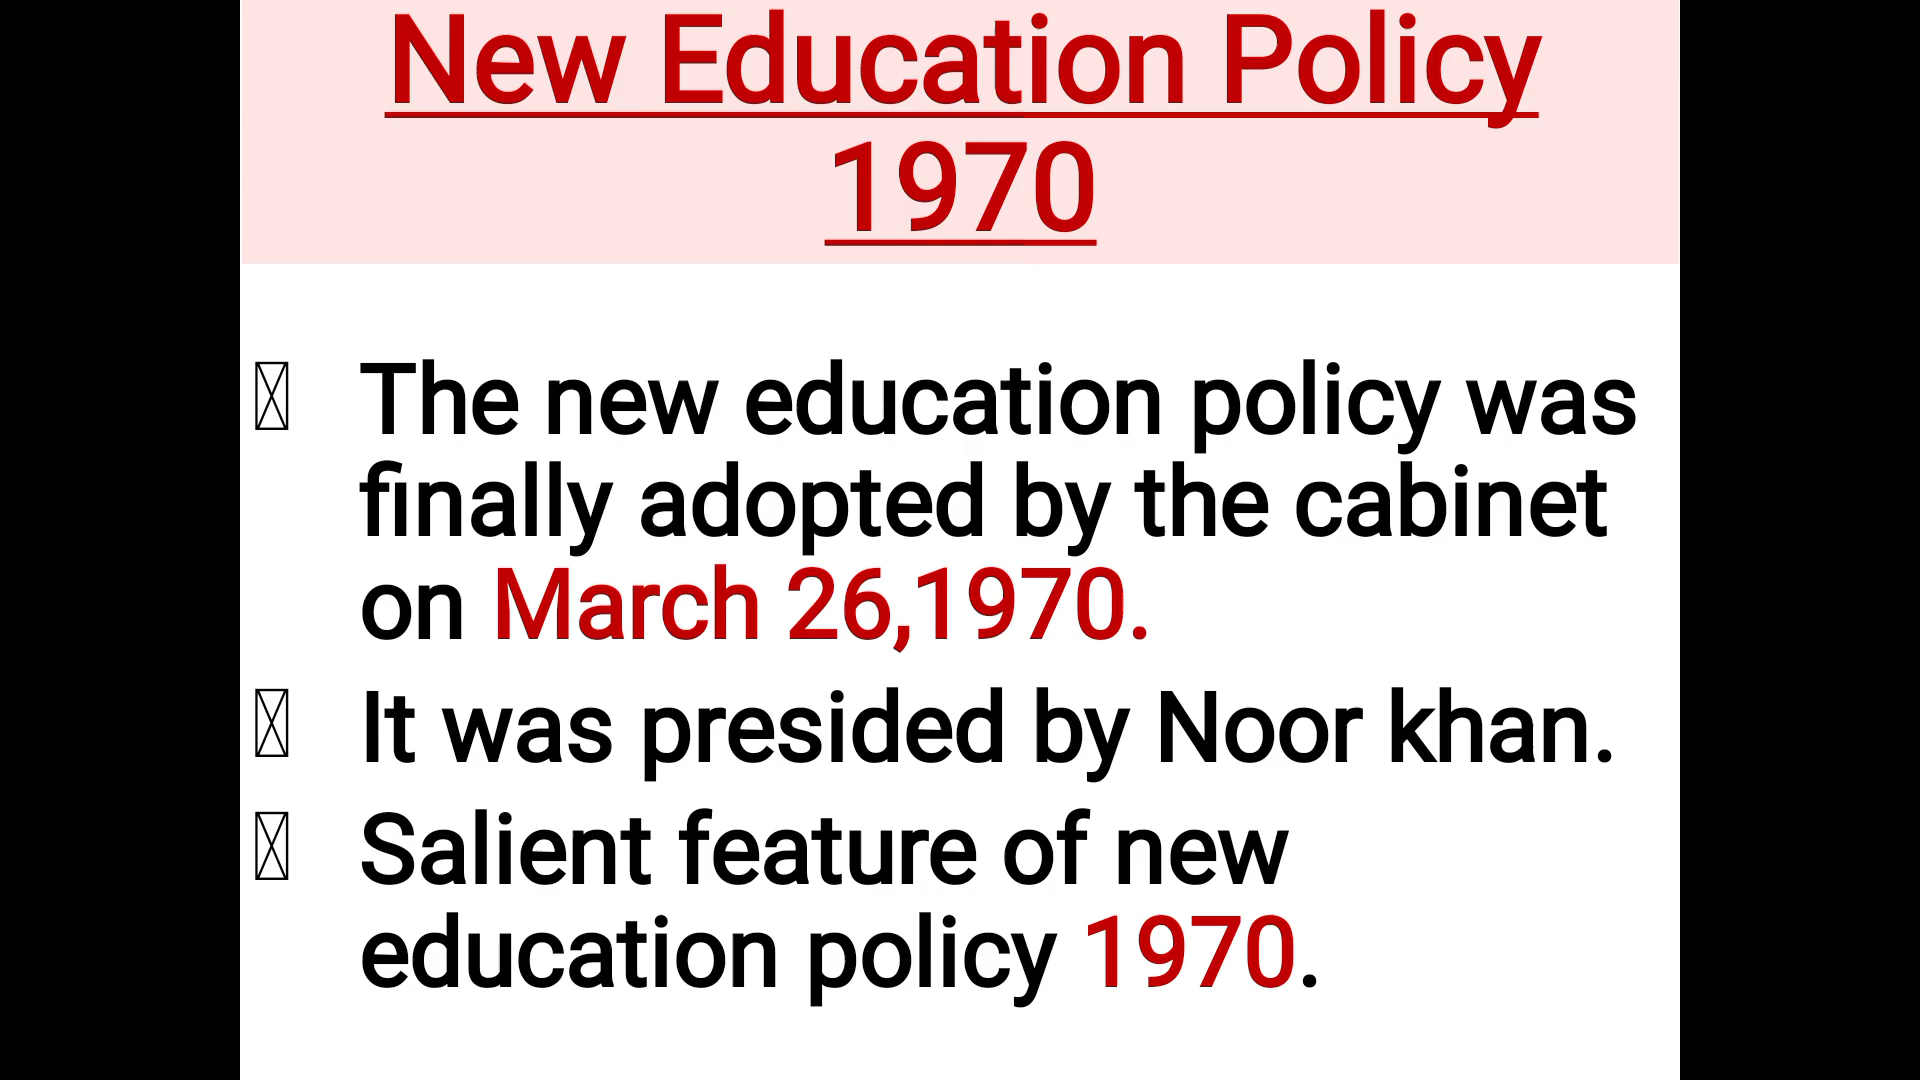 New Education Policy
1970
The new education policy was
finally adopted by the cabinet
on March 26,1970.
It was presided by Noor khan.
Salient feature of new
education policy 1970.